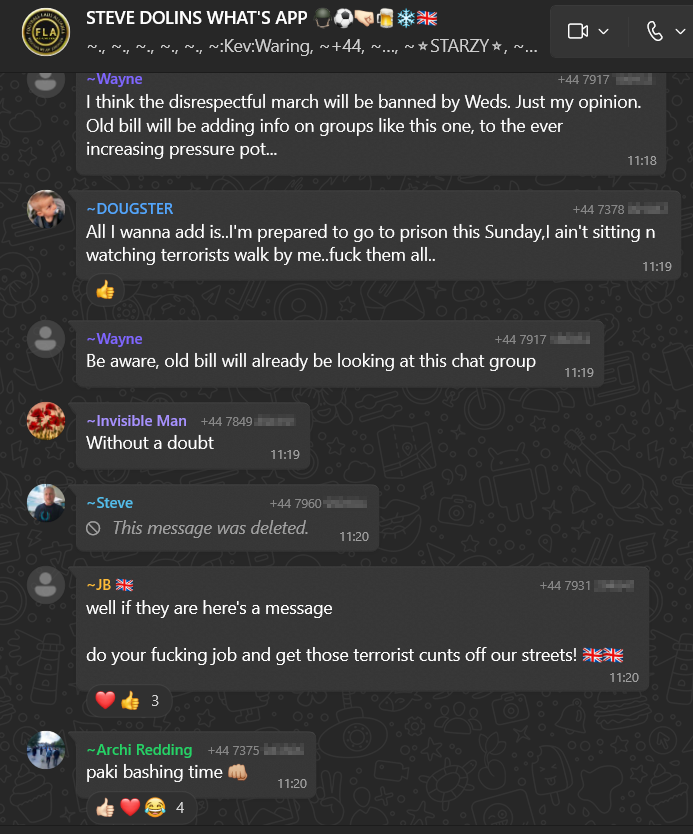 STEVE DOLINS WHAT'S APP 🪖⚽🤜🏻🍺❄️🇬🇧
FLA
~., ~., ~., ~., ~., ~:Kev:Waring, ~+44, ~..., ~⭐STARZY⭐, ~...
~Wayne +44 7917
I think the disrespectful march will be banned by Weds. Just my opinion.
Old bill will be adding info on groups like this one, to the ever
increasing pressure pot...
11:18
~DOUGSTER +44 7378
All I wanna add is..I'm prepared to go to prison this Sunday,I ain't sitting n
watching terrorists walk by me..fuck them all..
11:19
👍
~Wayne +44 7917
Be aware, old bill will already be looking at this chat group
11:19
~Invisible Man +44 7849
Without a doubt
11:19
~Steve +44 7960
This message was deleted.
11:20
~JB 🇬🇧 +44 7931
well if they are here's a message
do your fucking job and get those terrorist cunts off our streets! 🇬🇧🇬🇧
11:20
❤️👍 3
~Archi Redding +44 7375
paki bashing time 👊🏽
11:20
👍🏻❤️😂 4